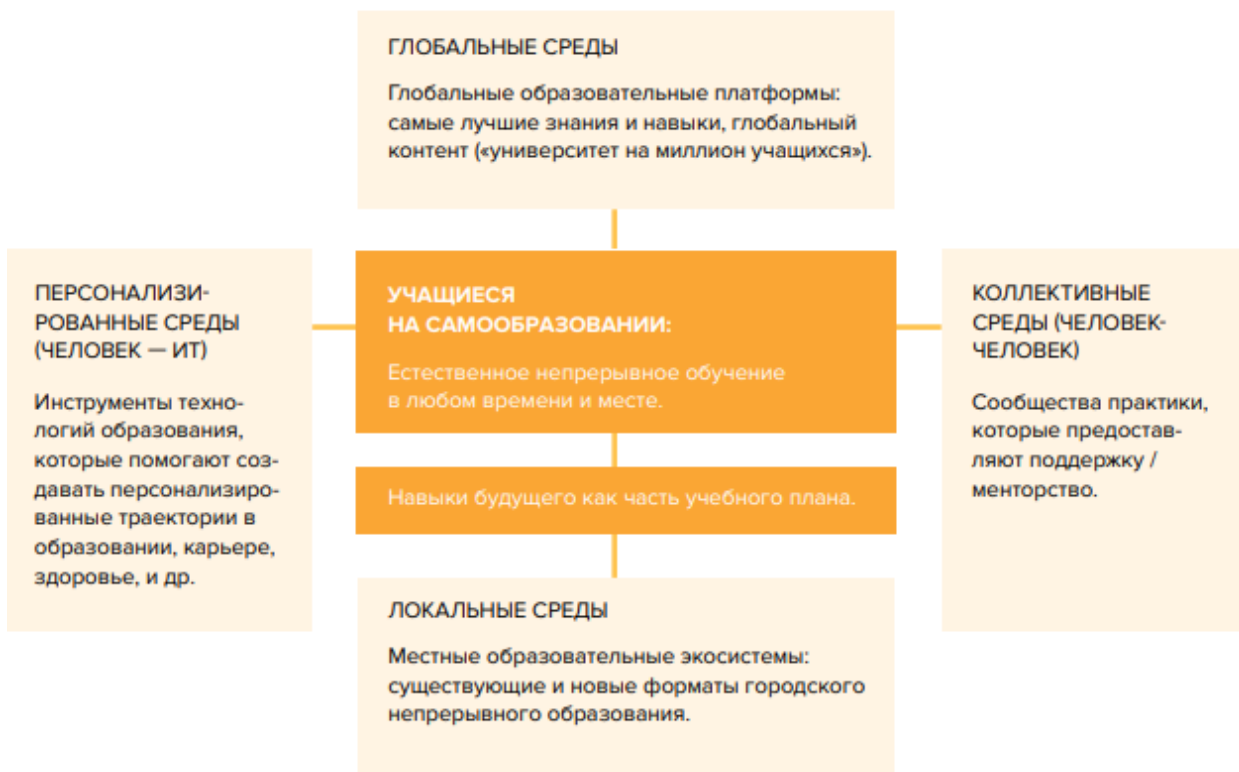 ГЛОБАЛЬНЫЕ СРЕДЫ
Глобальные образовательные платформы:
самые лучшие знания и навыки, глобальный
контент («университет на миллион учащихся»).
ПЕРСОНАЛИЗИ-
РОВАННЫЕ СРЕДЫ
(ЧЕЛОВЕК — ИТ)
Инструменты техно-
логий образования,
которые помогают соз-
давать персонализиро-
ванные траектории в
образовании, карьере,
здоровье, и др.
УЧАЩИЕСЯ
НА САМООБРАЗОВАНИИ:
Естественное непрерывное обучение
в любом времени и месте.
Навыки будущего как часть учебного плана.
КОЛЛЕКТИВНЫЕ
СРЕДЫ (ЧЕЛОВЕК-
ЧЕЛОВЕК)
Сообщества практики,
которые предостав-
ляют поддержку /
менторство.
ЛОКАЛЬНЫЕ СРЕДЫ
Местные образовательные экосистемы:
существующие и новые форматы городского
непрерывного образования.